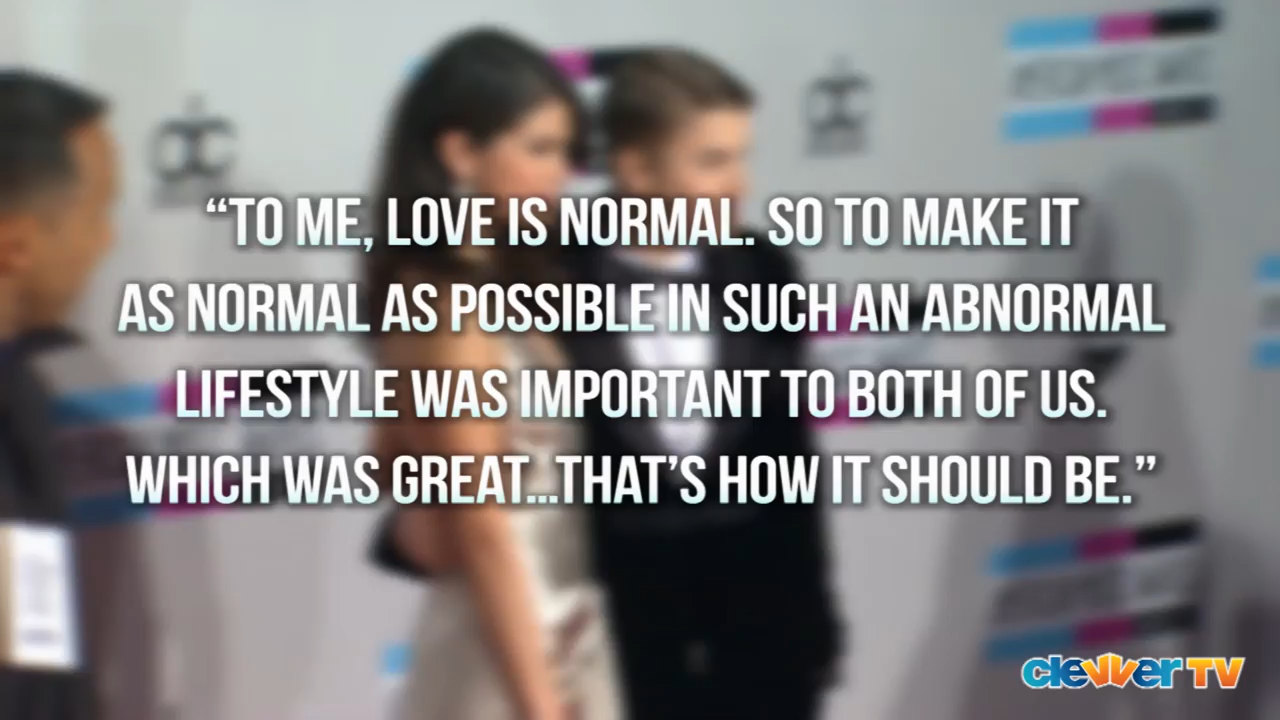 “TO ME, LOVE IS NORMAL. SO TO MAKE IT
AS NORMAL AS POSSIBLE IN SUCH AN ABNORMAL
LIFESTYLE WAS IMPORTANT TO BOTH OF US.
WHICH WAS GREAT...THAT’S HOW IT SHOULD BE.”
clevver TV